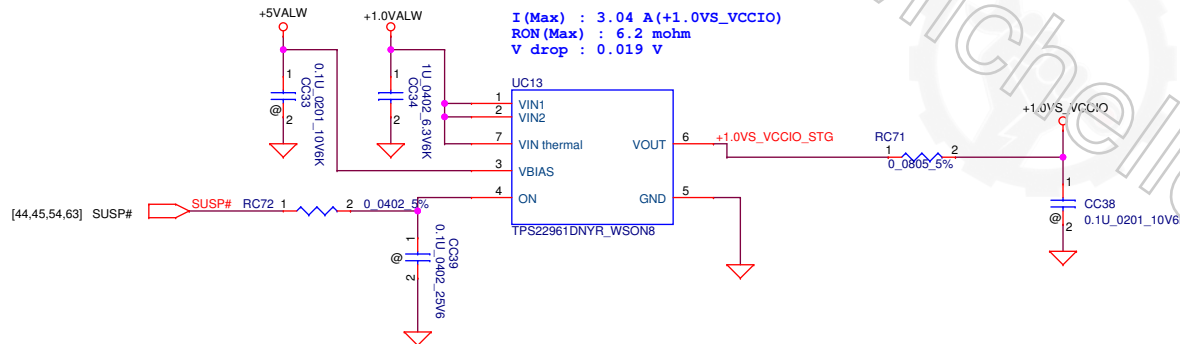 I(Max) : 3.04 A(+1.0VS_VCCIO)
RON(Max) : 6.2 mohm
V drop : 0.019 V
+5VALW
+1.0VALW
1
2
@
CC33
0.1U_0201_10V6K
1
2
CC34
1U_0402_6.3V6K
UC13
1 VIN1
2 VIN2
7 VIN thermal
3 VBIAS
4 ON
VOUT 6
GND 5
TPS22961DNYR_WSON8
+1.0VS_VCCIO_STG
RC71
1 2
0_0805_5%
+1.0VS_VCCIO
1
2
@
CC38
0.1U_0201_10V6
[44,45,54,63] SUSP#
SUSP#
RC72 1 2 0_0402_5%
1
2
@
CC39
0.1U_0402_25V6